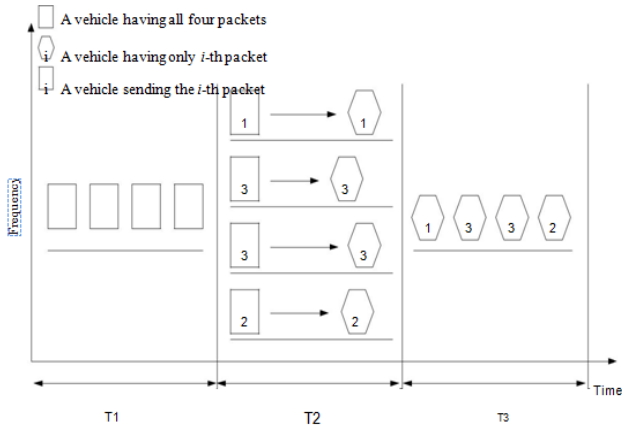 A vehicle having all four packets
i A vehicle having only i-th packet
i A vehicle sending the i-th packet
Frequency
1 1
3 3
3 3
2 2
1 3 3 2
Time
T1 T2 T3